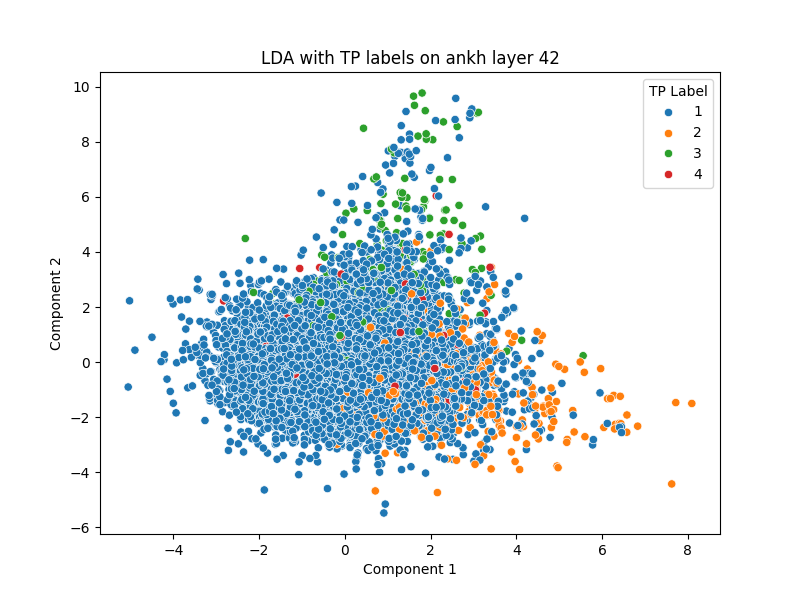 LDA with TP labels on ankh layer 42
TP Label
1
2
3
4
10
8
6
4
2
0
−2
−4
−6
Component 2
−4 −2 0 2 4 6 8
Component 1